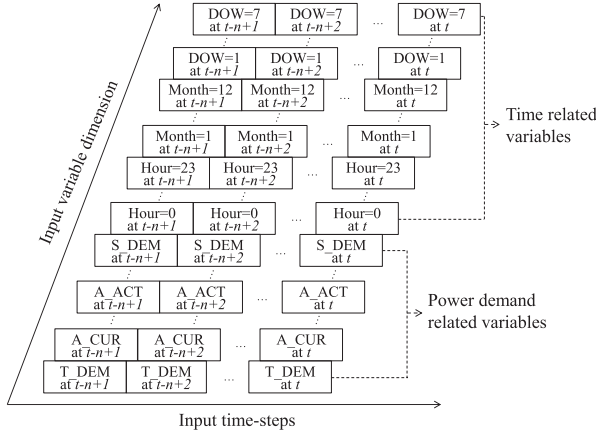 DOW=7 DOW=7 ... DOW=7
at t-n+1 at t-n+2 at t
DOW=1 DOW=1 ... DOW=1
at t-n+1 at t-n+2 at t
Month=12 Month=12 ... Month=12
at t-n+1 at t-n+2 at t
Month=1 Month=1 ... Month=1
at t-n+1 at t-n+2 at t
Hour=23 Hour=23 ... Hour=23
at t-n+1 at t-n+2 at t
Hour=0 Hour=0 ... Hour=0
at t-n+1 at t-n+2 at t
S_DEM S_DEM ... S_DEM
at t-n+1 at t-n+2 at t
A_ACT A_ACT ... A_ACT
at t-n+1 at t-n+2 at t
A_CUR A_CUR ... A_CUR
at t-n+1 at t-n+2 at t
T_DEM T_DEM ... T_DEM
at t-n+1 at t-n+2 at t
Input variable dimension
Input time-steps
Time related
variables
Power demand
related variables